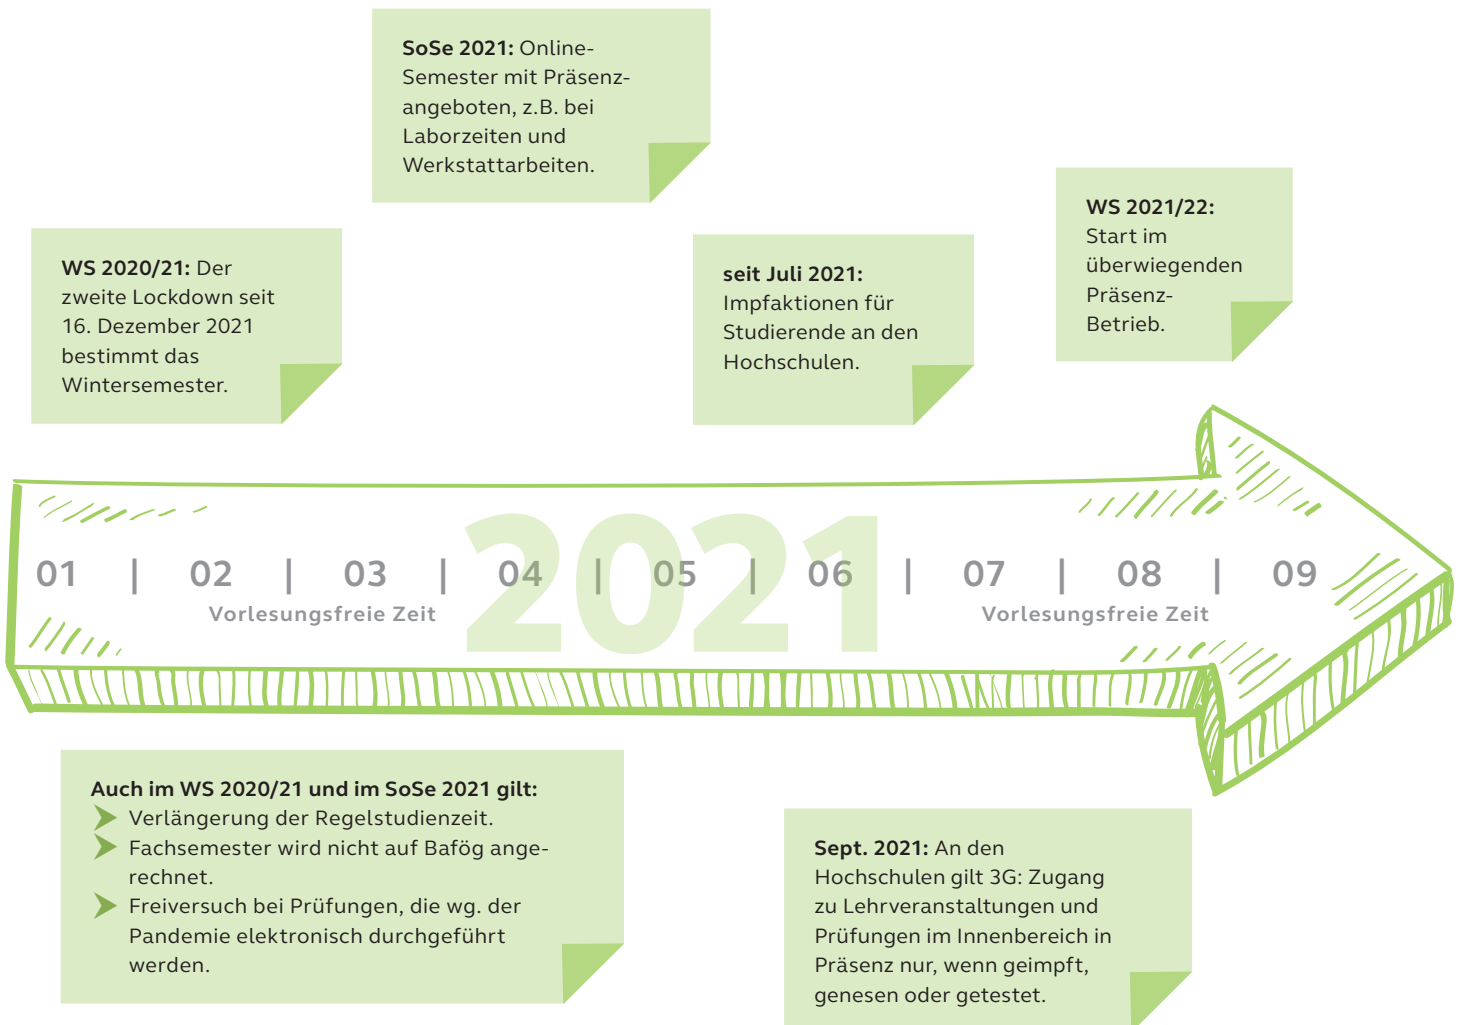 SoSe 2021: Online-
Semester mit Präsenz-
angeboten, z.B. bei
Laborzeiten und
Werkstattarbeiten.
WS 2021/22:
Start im
überwiegenden
Präsenz-
Betrieb.
WS 2020/21: Der
zweite Lockdown seit
16. Dezember 2021
bestimmt das
Wintersemester.
seit Juli 2021:
Impfaktionen für
Studierende an den
Hochschulen.
2021
01 | 02 | 03 | 04 | 05 | 06 | 07 | 08 | 09
Vorlesungsfreie Zeit Vorlesungsfreie Zeit
Auch im WS 2020/21 und im SoSe 2021 gilt:
Verlängerung der Regelstudienzeit.
Fachsemester wird nicht auf Bafög ange-
rechnet.
Freiversuch bei Prüfungen, die wg. der
Pandemie elektronisch durchgeführt
werden.
Sept. 2021: An den
Hochschulen gilt 3G: Zugang
zu Lehrveranstaltungen und
Prüfungen im Innenbereich in
Präsenz nur, wenn geimpft,
genesen oder getestet.